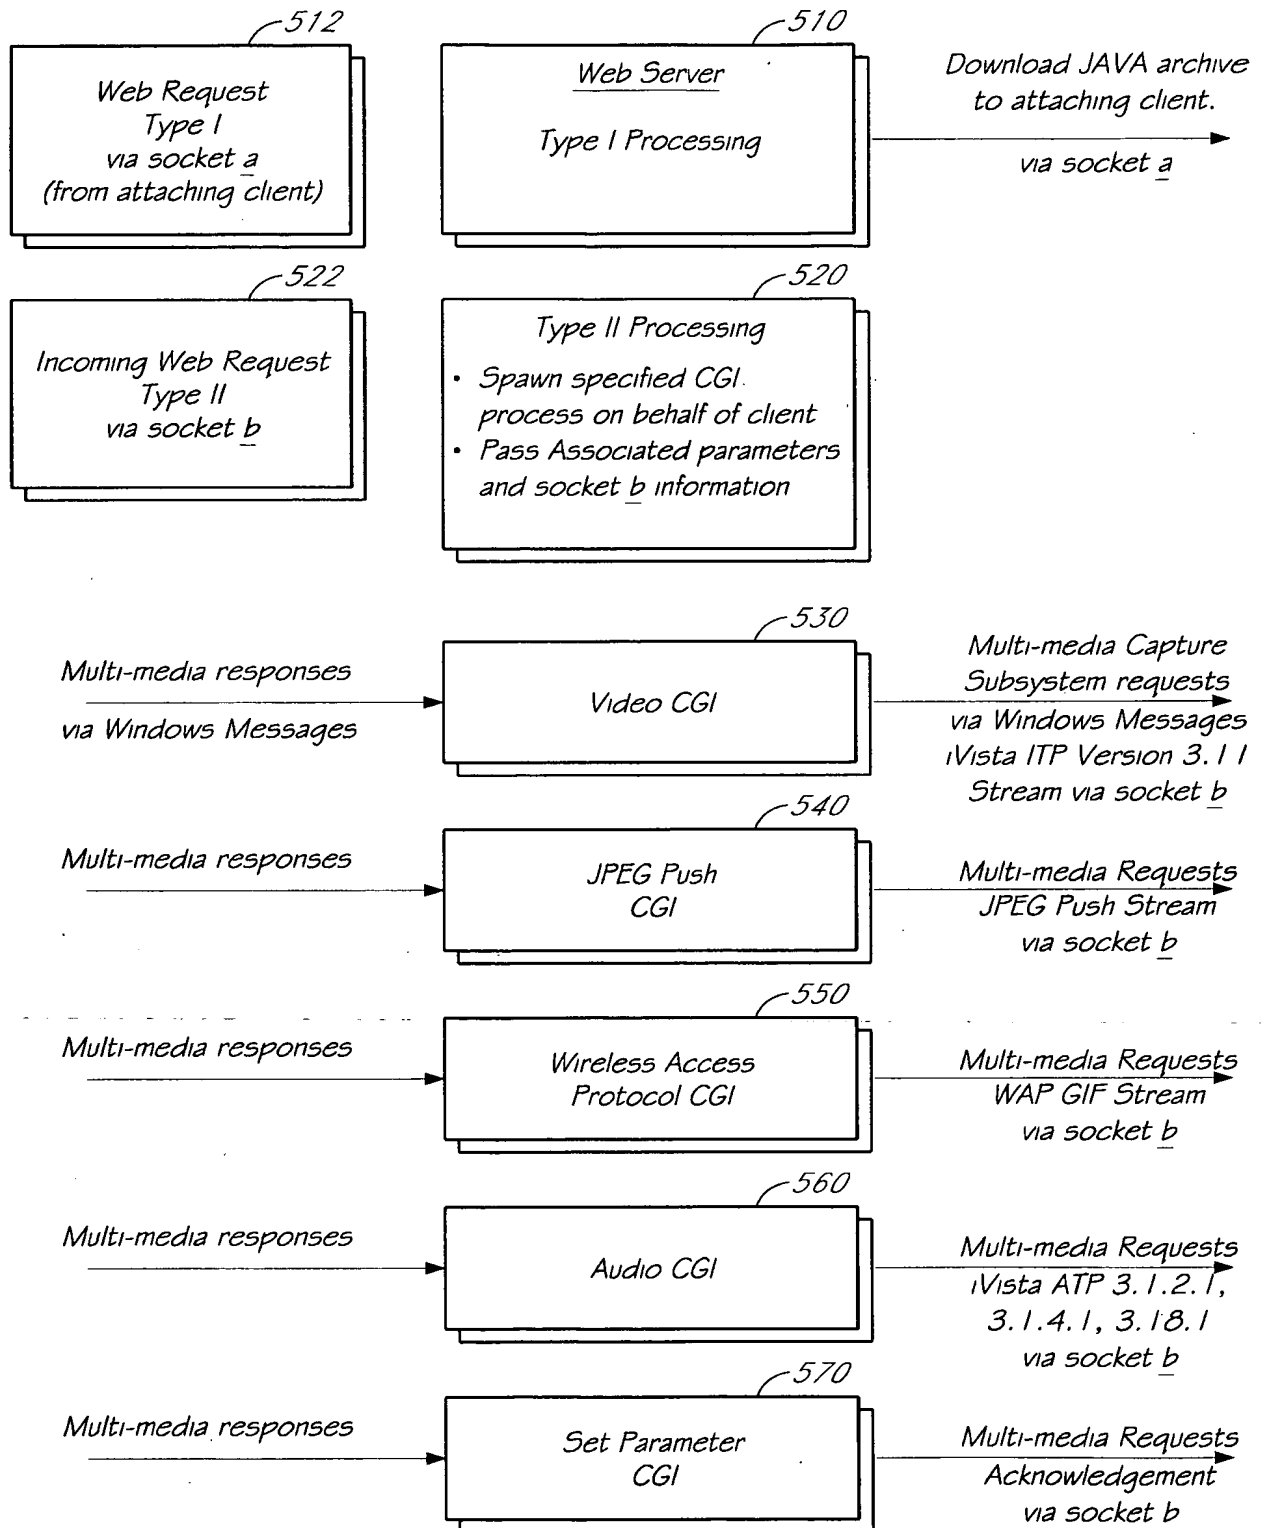 512
Web Request
Type I
via socket a
(from attaching client)
510
Web Server
Type I Processing
Download JAVA archive
to attaching client.
via socket a
522
Incoming Web Request
Type II
via socket b
520
Type II Processing
• Spawn specified CGI.
process on behalf of client
• Pass Associated parameters
and socket b information
Multi-media responses
via Windows Messages
530
Video CGI
Multi-media Capture
Subsystem requests
via Windows Messages
iVista ITP Version 3.11
Stream via socket b
Multi-media responses
540
JPEG Push
CGI
Multi-media Requests
JPEG Push Stream
via socket b
Multi-media responses
550
Wireless Access
Protocol CGI
Multi-media Requests
WAP GIF Stream
via socket b
Multi-media responses
560
Audio CGI
Multi-media Requests
iVista ATP 3.1.2.1,
3.1.4.1, 3.18.1
via socket b
Multi-media responses
570
Set Parameter
CGI
Multi-media Requests
Acknowledgement
via socket b